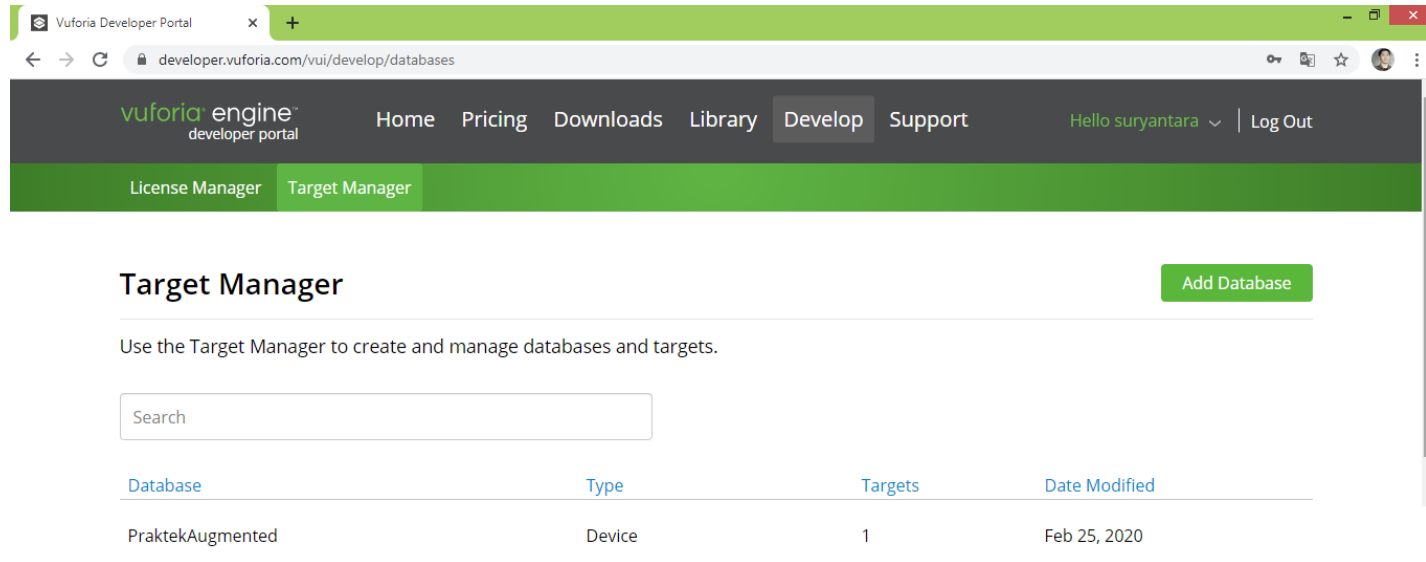 Vuforia Developer Portal
developer.vuforia.com/vui/develop/databases
vuforia® engine™ Home Pricing Downloads Library Develop Support Hello suryantara Log Out
developer portal
License Manager Target Manager
Target Manager Add Database
Use the Target Manager to create and manage databases and targets.
Search
Database Type Targets Date Modified
PraktekAugmented Device 1 Feb 25, 2020